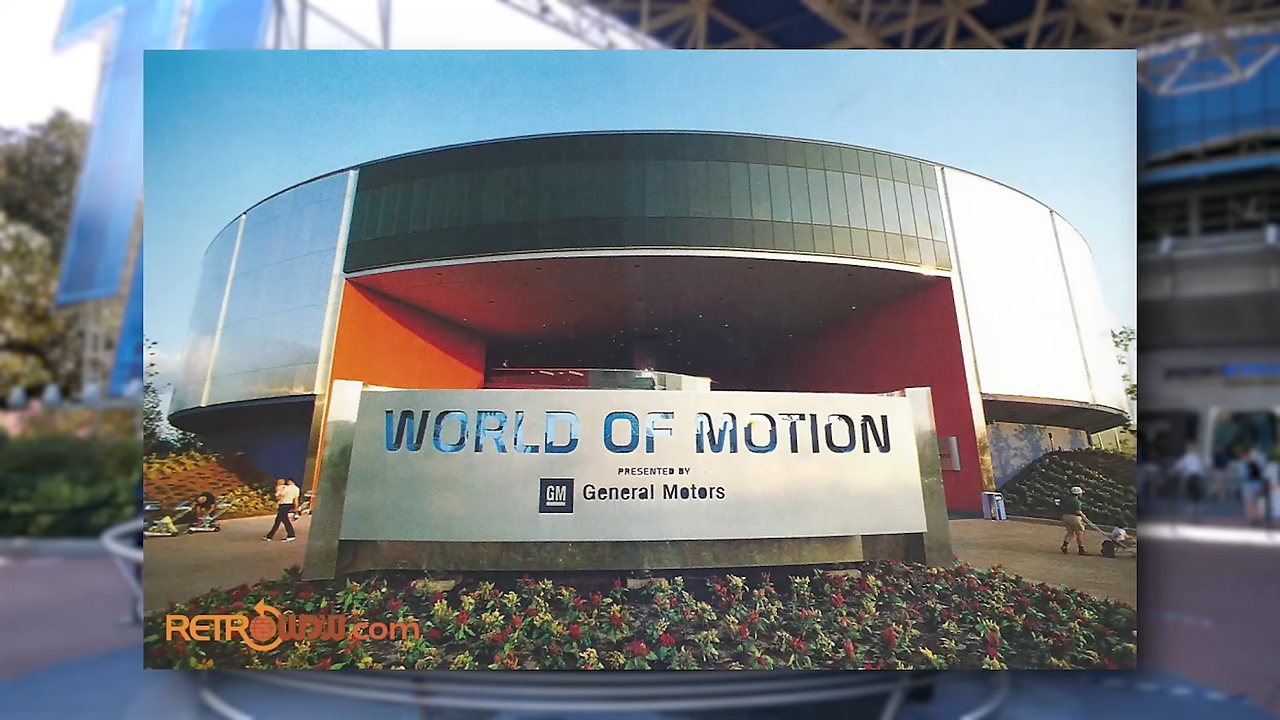 WORLD OF MOTION
PRESENTED BY
GM General Motors
RETROWDW.com